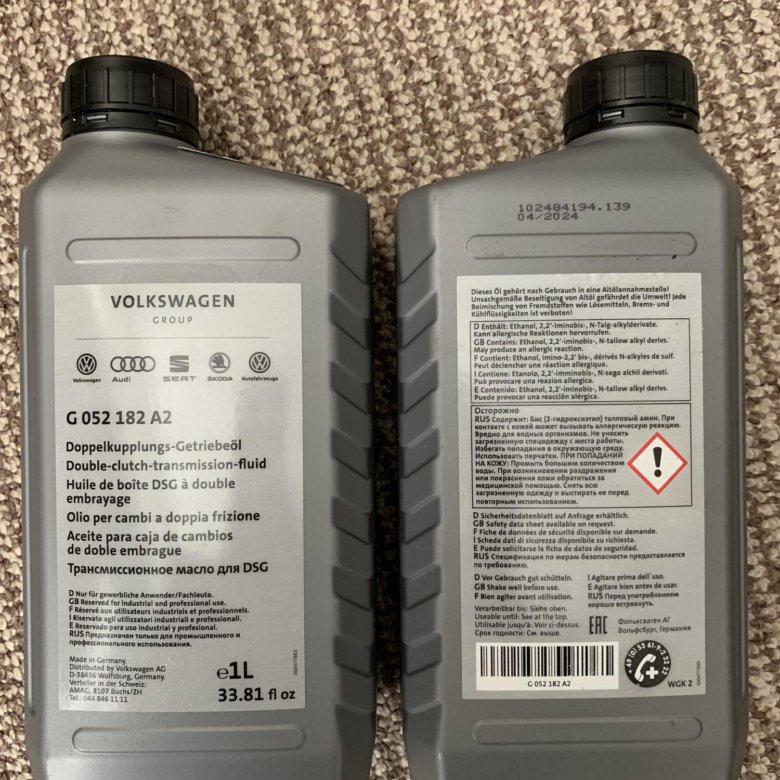 VOLKSWAGEN
GROUP
Volkswagen
Audi
SEAT
ŠKODA
Nutzfahrzeuge
G 052 182 A2
Doppelkupplungs-Getriebeöl
Double-clutch-transmission-fluid
Huile de boîte DSG à double
embrayage
Olio per cambi a doppia frizione
Aceite para caja de cambios
de doble embrague
Трансмиссионное масло для DSG
D Nur für gewerbliche Anwender/Fachleute.
GB Reserved for industrial and professional use.
F Réservé aux utilisateurs industriels et professionnels.
I Riservato agli utilizzatori industriali e professionali.
E Reservado para uso industrial y profesional.
RUS Предназначен только для промышленного и
профессионального использования.
Made in Germany.
Distributed by Volkswagen AG
D-38436 Wolfsburg, Germany.
Verteiler in der Schweiz:
AMAG, 8107 Buchs/ZH
Tel.: 044 846 11 11
e1L
33.81 fl oz
102484194.139
04/2024
Dieses Öl gehört nach Gebrauch in eine Altölannahmestelle!
Unsachgemäße Beseitigung von Altöl gefährdet die Umwelt! Jede
Beimischung von Fremdstoffen wie Lösemitteln, Brems- und
Kühlflüssigkeiten ist verboten!
D Enthält: Ethanol, 2,2'-Iminobis-, N-Talg-alkylderivate.
Kann allergische Reaktionen hervorrufen.
GB Contains: Ethanol, 2,2'-iminobis-, N-tallow alkyl derivs.
May produce an allergic reaction.
F Contient: Ethanol, imino-2,2' bis-, dérivés N-alkyles de suif.
Peut déclencher une réaction allergique.
I Contiene: Etanolo, 2,2'-imminobis-, N-sego alchil derivati.
Può provocare una reazione allergica.
E Contenido: Ethanol, 2,2'-iminobis-, N-tallow alkyl derivs.
Puede provocar una reacción alérgica.
Осторожно
RUS Содержит: Бис (2-гидроксиэтил) талловый амин. При
контакте с кожей может вызывать аллергическую реакцию.
Вредно для водных организмов. Не уносить
загрязненную спецодежду с места работы.
Избегать попадания в окружающую среду.
Использовать перчатки. ПРИ ПОПАДАНИИ
НА КОЖУ: Промыть большим количеством
воды. При возникновении раздражения
или покраснения кожи обратиться за
медицинской помощью. Снять всю
загрязненную одежду и выстирать ее перед
повторным использованием.
D Sicherheitsdatenblatt auf Anfrage erhältlich.
GB Safety data sheet available on request.
F Fiche de données de sécurité disponible sur demande.
I Scheda dati di sicurezza disponibile su richiesta.
E Puede solicitarse la ficha de datos de seguridad.
RUS Спецификация по мерам безопасности предоставляется
по требованию.
D Vor Gebrauch gut schütteln.
GB Shake well before use.
F Bien agiter avant utilisation.
I Agitare prima dell'uso.
E Agitare bien antes de usar.
RUS Перед употреблением
хорошо встряхнуть.
Verarbeitbar bis: Siehe oben.
Useable until: See at the top.
Utilisable jusqu'à: Voir ci-dessus.
Срок годности: См. выше.
EAC
Фольксваген АГ
Вольфсбург, Германия
G 052 182 A2
+49(0) 53 61-9-2 32 22
WGK 2